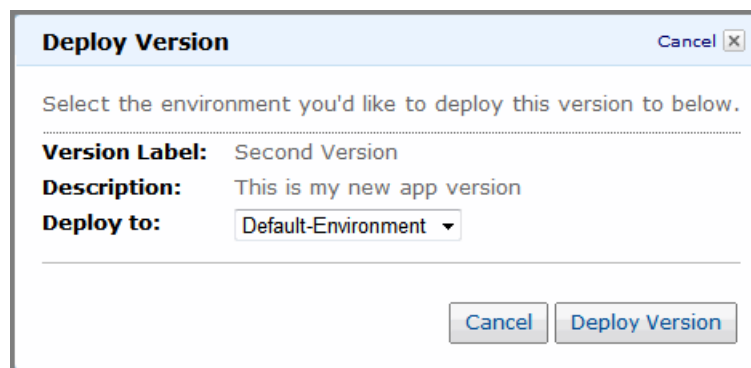 Deploy Version Cancel
Select the environment you'd like to deploy this version to below.
Version Label: Second Version
Description: This is my new app version
Deploy to: Default-Environment
Cancel Deploy Version